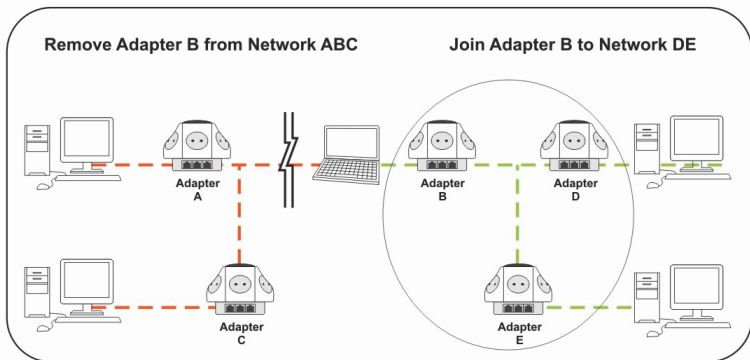 Remove Adapter B from Network ABC
Join Adapter B to Network DE
Adapter
A
Adapter
B
Adapter
D
Adapter
C
Adapter
E